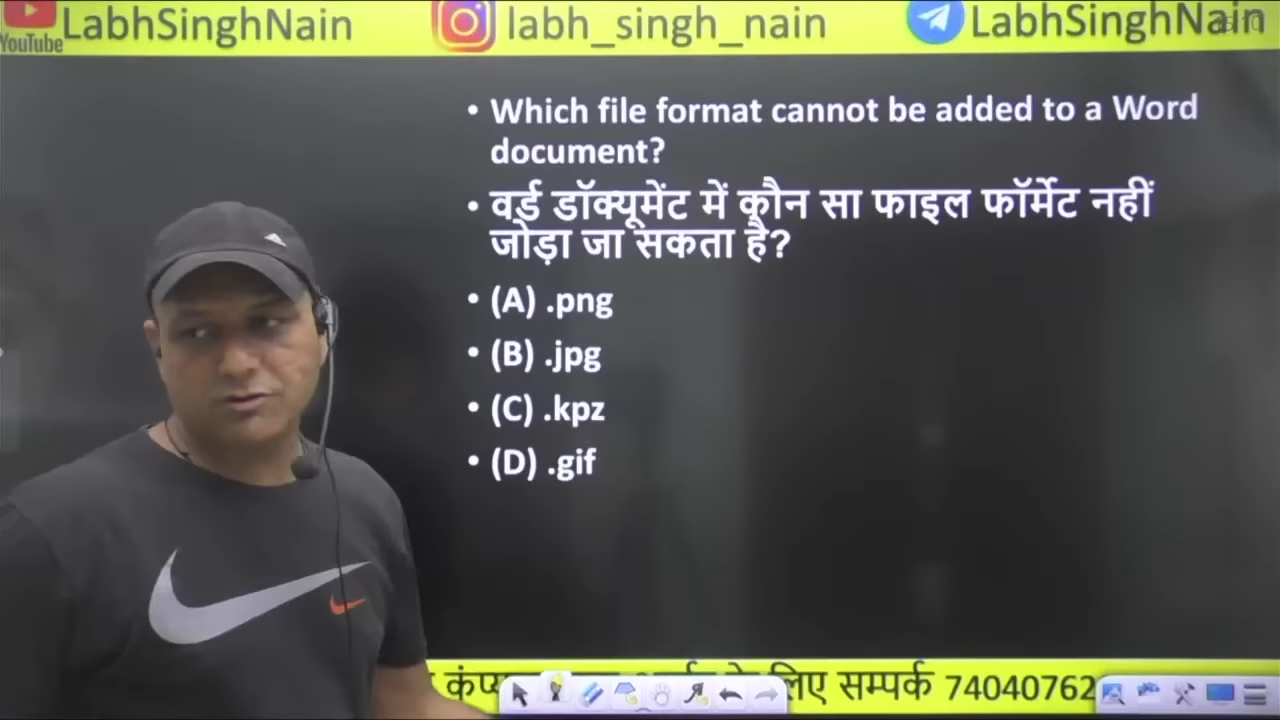 YouTube LabhSinghNain labh_singh_nain LabhSinghNain
• Which file format cannot be added to a Word
document?
• वर्ड डॉक्यूमेंट में कौन सा फाइल फॉर्मेट नहीं
जोड़ा जा सकता है?
• (A) .png
• (B) .jpg
• (C) .kpz
• (D) .gif
लिए सम्पर्क 74040762